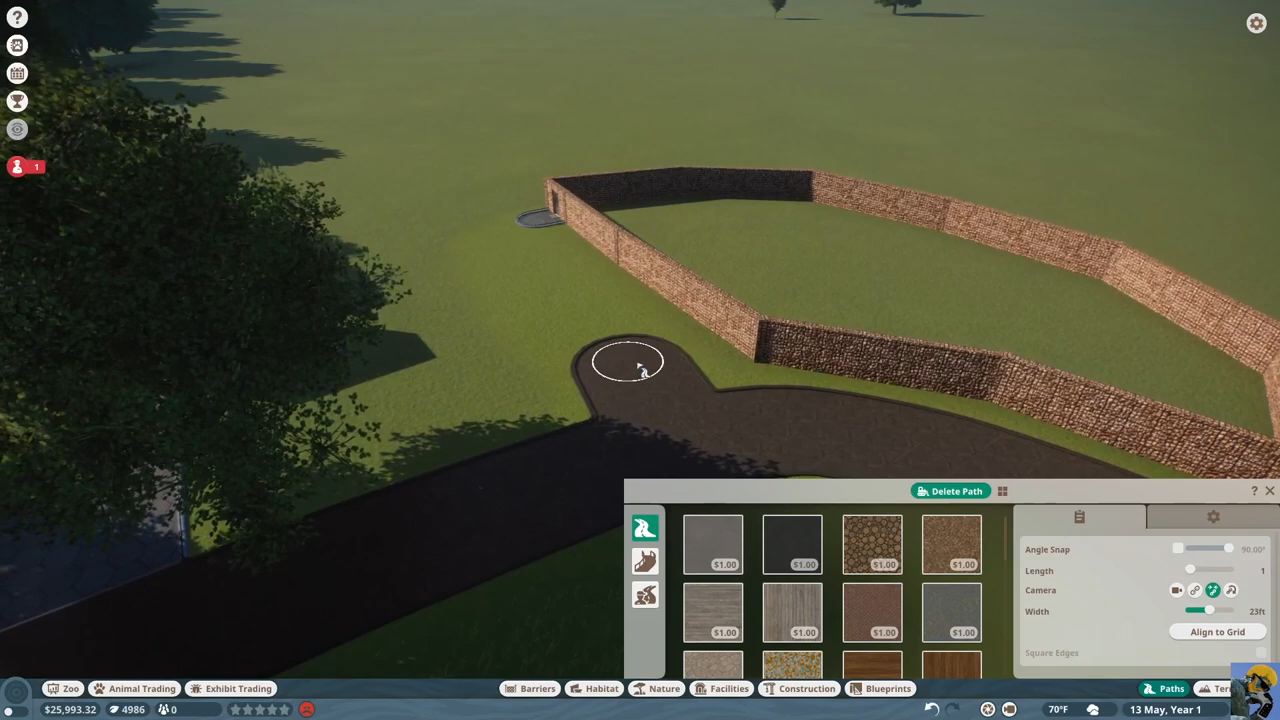 ?
1
Delete Path
?
$1.00 $1.00 $1.00 $1.00
$1.00 $1.00 $1.00 $1.00
Angle Snap 90.00°
Length 1
Camera
Width 23ft
Align to Grid
Square Edges
Zoo Animal Trading Exhibit Trading Barriers Habitat Nature Facilities Construction Blueprints Paths
$25,993.32 4986 0 70°F 13 May, Year 1